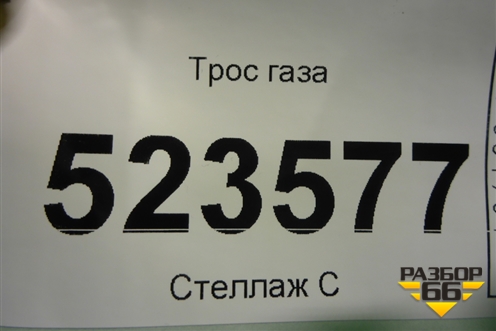 Трос газа
523577
Стеллаж С
РАЗБОР
66